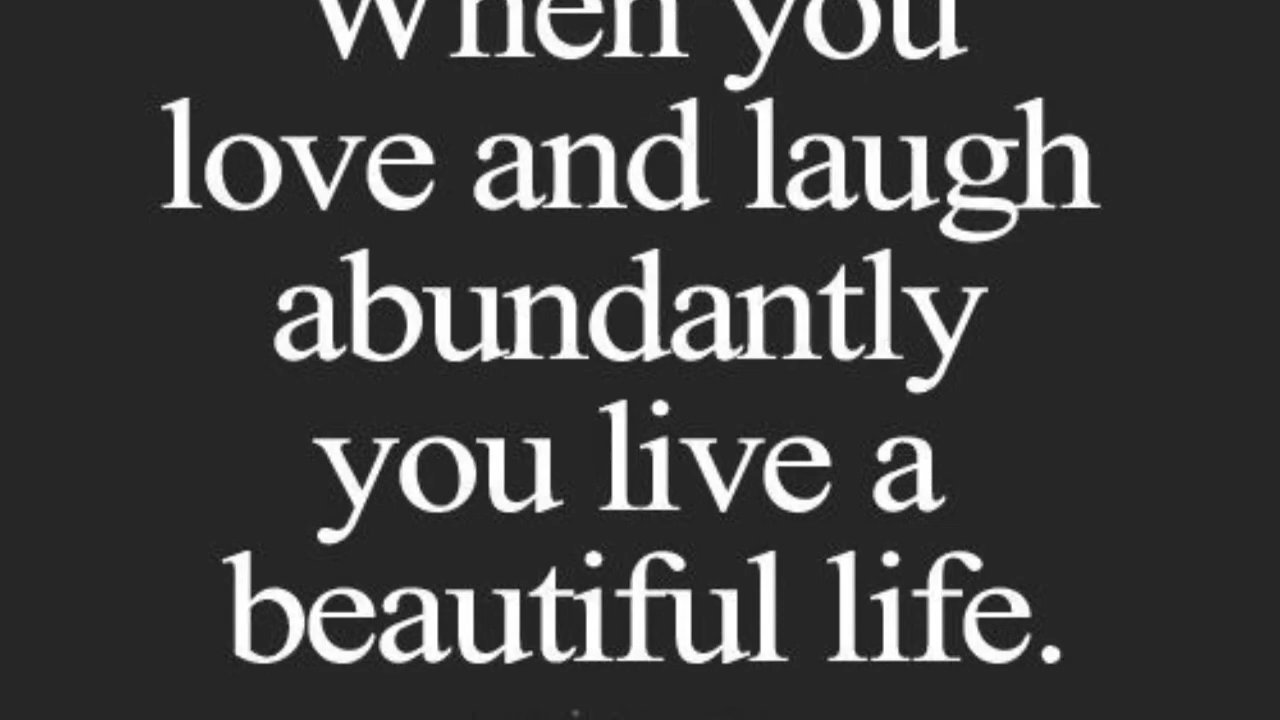 When you
love and laugh
abundantly
you live a
beautiful life.